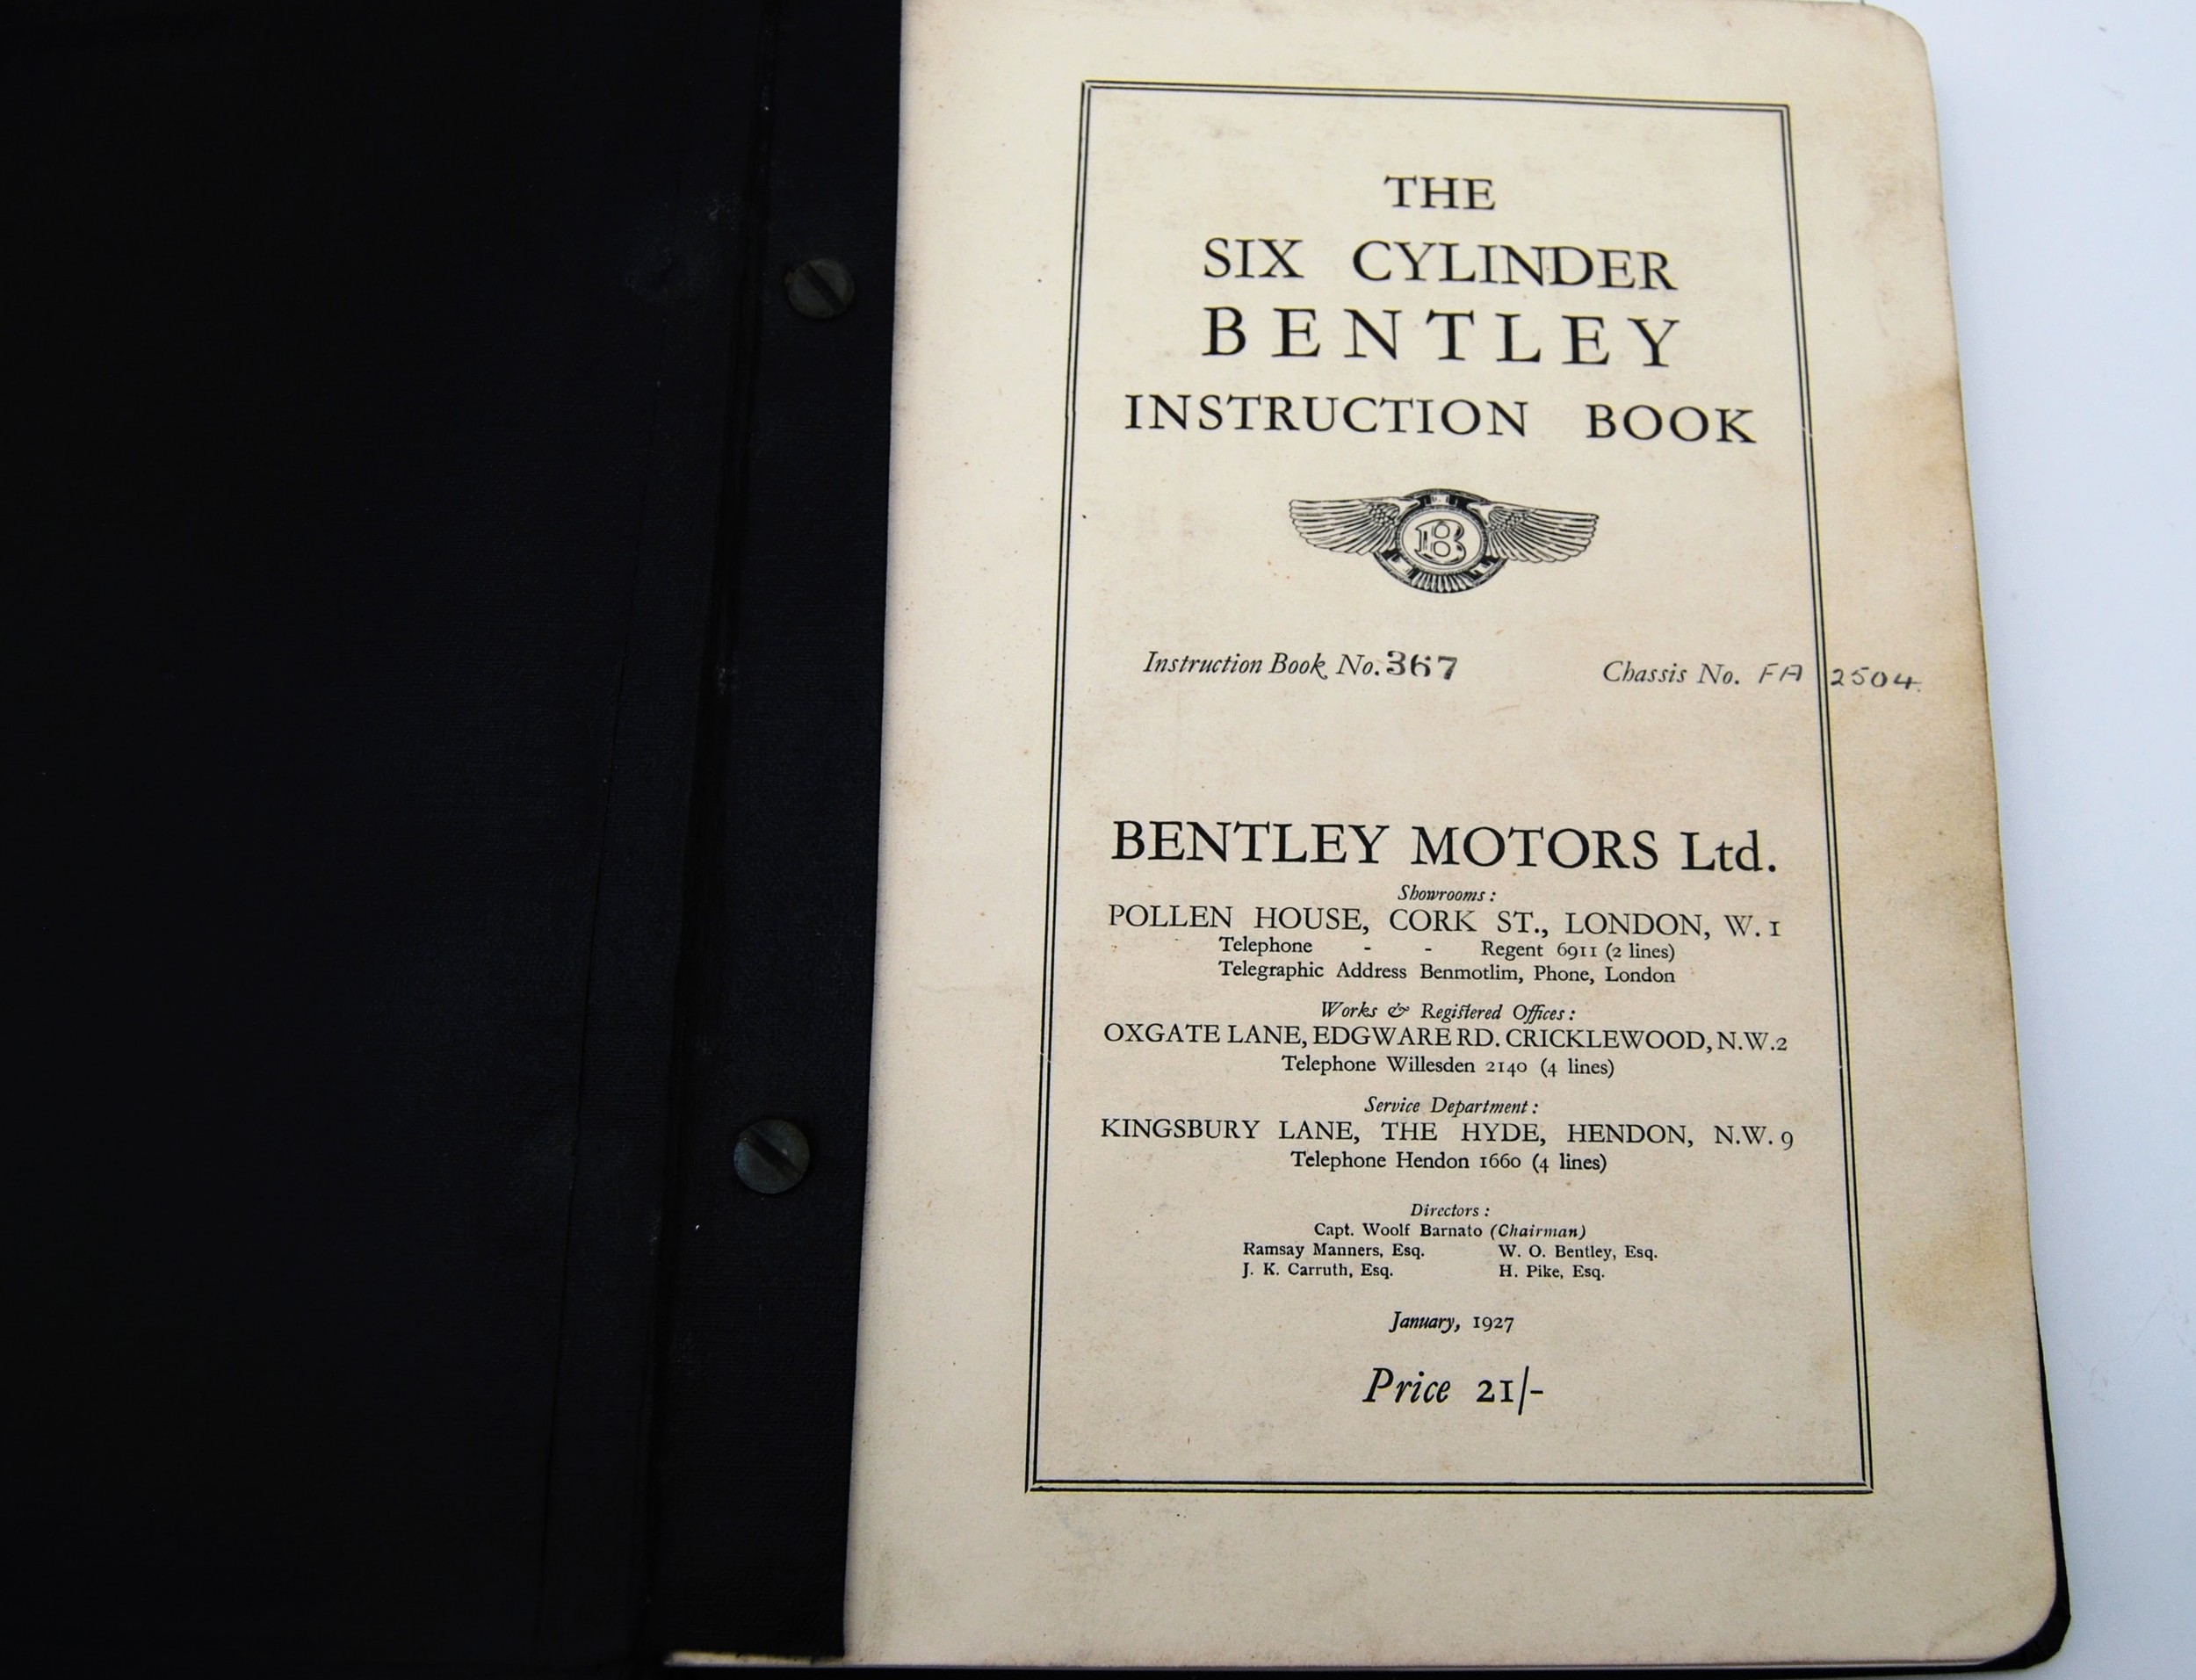 THE
SIX CYLINDER
BENTLEY
INSTRUCTION BOOK
B
Instruction Book No. 367 Chassis No. FA 2504.
BENTLEY MOTORS Ltd.
Showrooms :
POLLEN HOUSE, CORK ST., LONDON, W. 1
Telephone - - Regent 6911 (2 lines)
Telegraphic Address Benmotlim, Phone, London
Works & Registered Offices :
OXGATE LANE, EDGWARE RD. CRICKLEWOOD, N.W.2
Telephone Willesden 2140 (4 lines)
Service Department :
KINGSBURY LANE, THE HYDE, HENDON, N.W. 9
Telephone Hendon 1660 (4 lines)
Directors :
Capt. Woolf Barnato (Chairman)
Ramsay Manners, Esq. W. O. Bentley, Esq.
J. K. Carruth, Esq. H. Pike, Esq.
January, 1927
Price 21/-